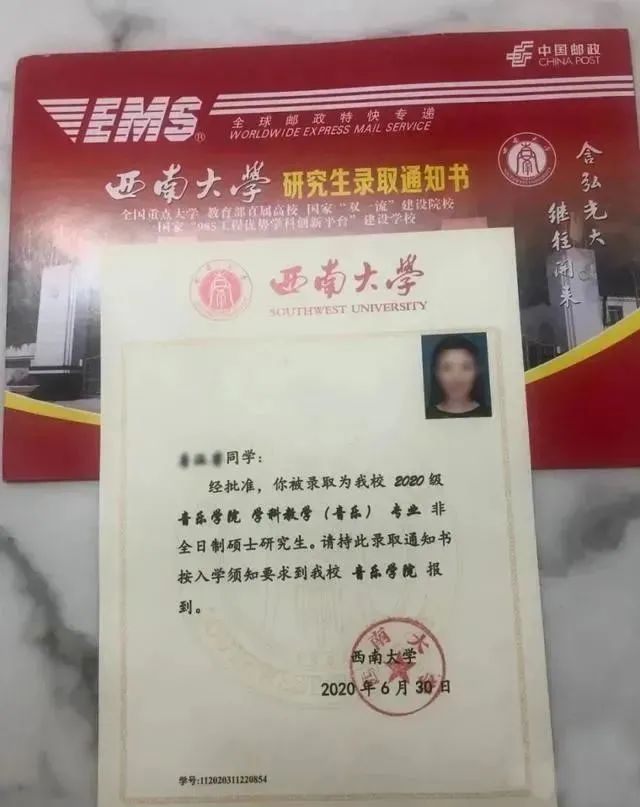 中国邮政
CHINA POST
EMS®
全球邮政特快专递
WORLDWIDE EXPRESS MAIL SERVICE
西南大学 研究生录取通知书
全国重点大学 教育部直属高校 国家“双一流”建设院校
国家“985工程优势学科创新平台”建设学校
含弘光大
继往开来
西南大学
SOUTHWEST UNIVERSITY
同学：
经批准，你被录取为我校 2020 级
音乐学院 学科教学（音乐） 专业 非
全日制硕士研究生。请持此录取通知书
按入学须知要求到我校 音乐学院 报
到。
西南大学
2020 年 6 月 30 日
学号:112020311220854